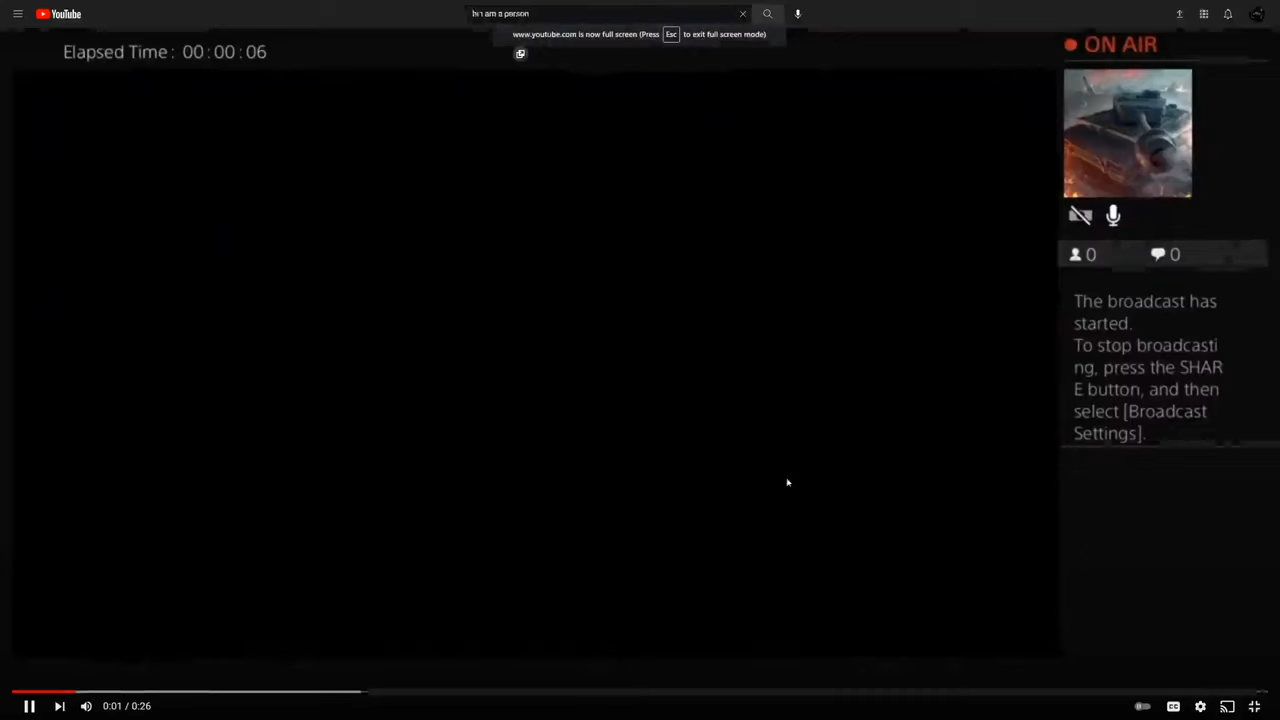 YouTube
hi i am a person
www.youtube.com is now full screen (Press Esc to exit full screen mode)
Elapsed Time: 00:00:06
ON AIR
0 0
The broadcast has
started.
To stop broadcasti
ng, press the SHAR
E button, and then
select [Broadcast
Settings].
0:01 / 0:26
CC